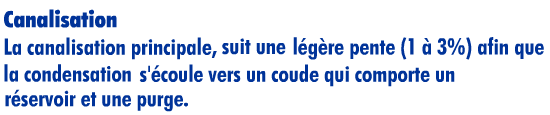 Canalisation
La canalisation principale, suit une légère pente (1 à 3%) afin que
la condensation s'écoule vers un coude qui comporte un
réservoir et une purge.